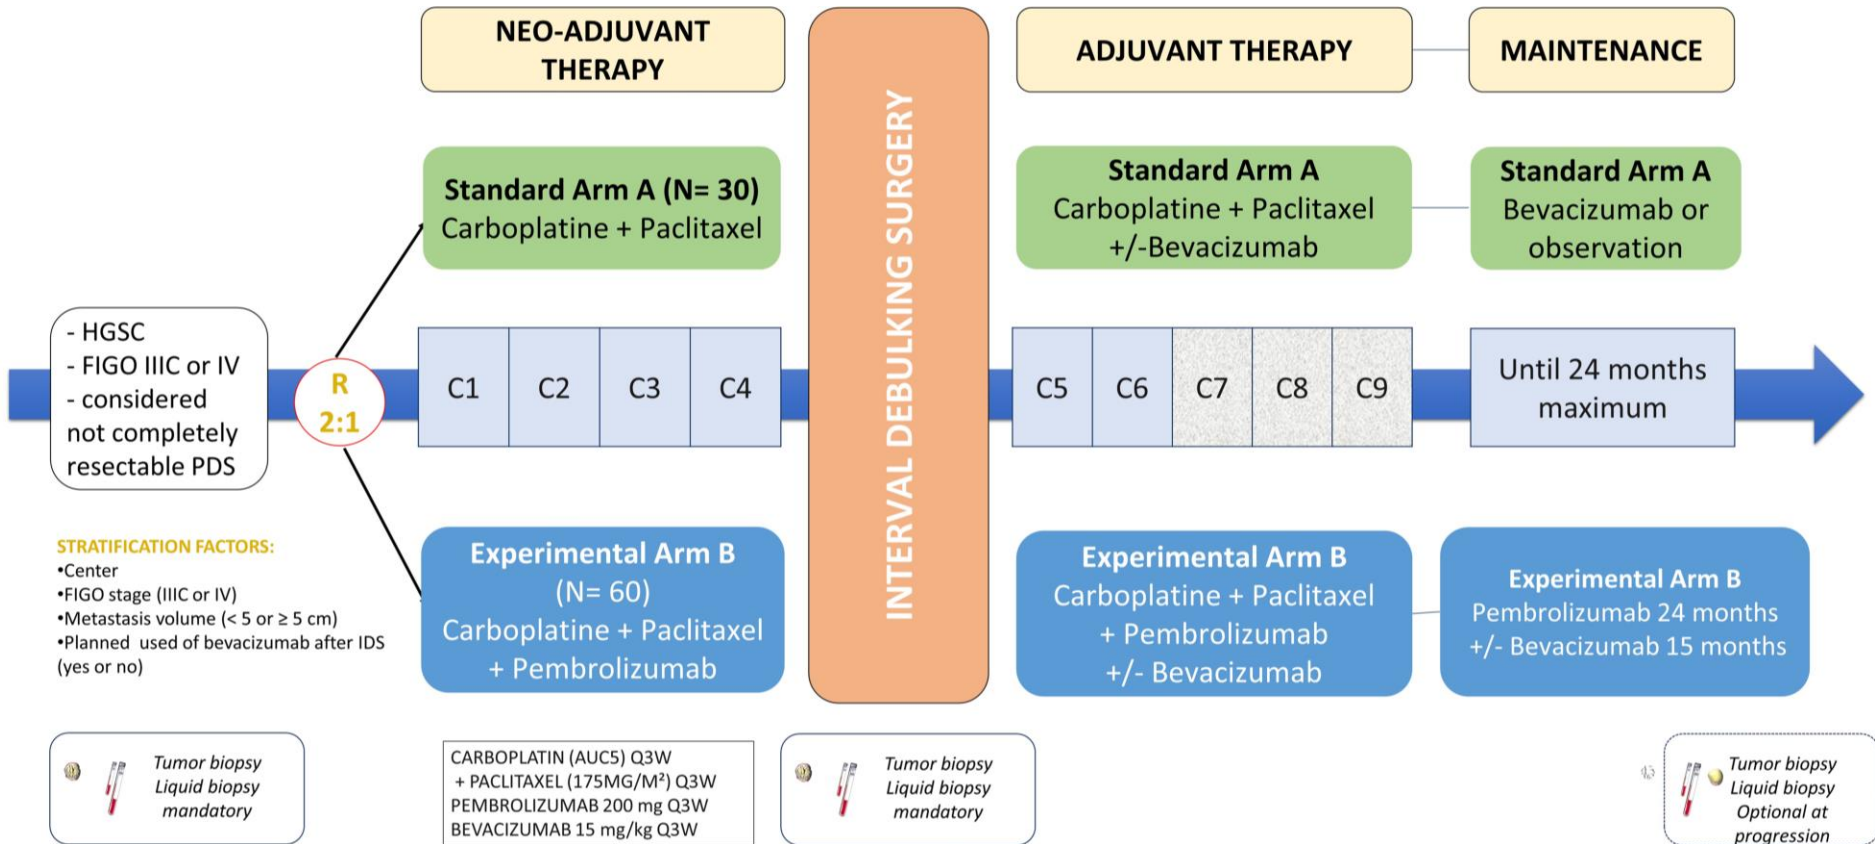 NEO-ADJUVANT
THERAPY
ADJUVANT THERAPY
MAINTENANCE
Standard Arm A (N= 30)
Carboplatine + Paclitaxel
INTERVAL DEBULKING SURGERY
Standard Arm A
Carboplatine + Paclitaxel
+/-Bevacizumab
Standard Arm A
Bevacizumab or
observation
- HGSC
- FIGO IIIC or IV
- considered
not completely
resectable PDS
R
2:1
C1
C2
C3
C4
C5
C6
C7
C8
C9
Until 24 months
maximum
STRATIFICATION FACTORS:
•Center
•FIGO stage (IIIC or IV)
•Metastasis volume (< 5 or ≥ 5 cm)
•Planned used of bevacizumab after IDS
(yes or no)
Experimental Arm B
(N= 60)
Carboplatine + Paclitaxel
+ Pembrolizumab
Experimental Arm B
Carboplatine + Paclitaxel
+ Pembrolizumab
+/- Bevacizumab
Experimental Arm B
Pembrolizumab 24 months
+/- Bevacizumab 15 months
Tumor biopsy
Liquid biopsy
mandatory
CARBOPLATIN (AUC5) Q3W
+ PACLITAXEL (175MG/M²) Q3W
PEMBROLIZUMAB 200 mg Q3W
BEVACIZUMAB 15 mg/kg Q3W
Tumor biopsy
Liquid biopsy
mandatory
Tumor biopsy
Liquid biopsy
Optional at
progression